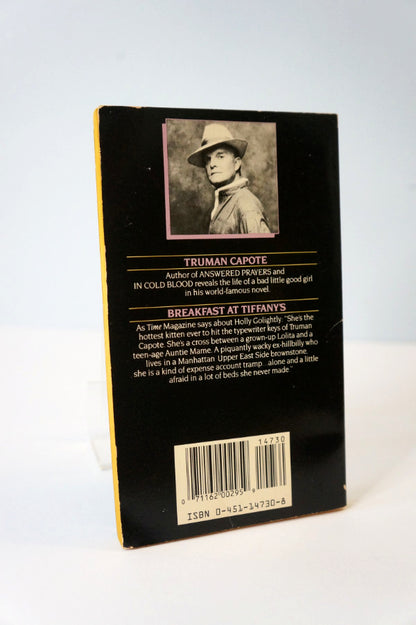 TRUMAN CAPOTE
Author of ANSWERED PRAYERS and
IN COLD BLOOD reveals the life of a bad little good girl
in his world-famous novel.
BREAKFAST AT TIFFANY'S
As Time Magazine says about Holly Golightly. "She's the
hottest kitten ever to hit the typewriter keys of Truman
Capote. She's a cross between a grown-up Lolita and a
teen-age Auntie Mame. A piquantly wacky ex-hillbilly who
lives in a Manhattan Upper East Side brownstone,
she is a kind of expense account tramp...alone and a little
afraid in a lot of beds she never made."
14730
0 71162 00295 9
ISBN 0-451-14730-8